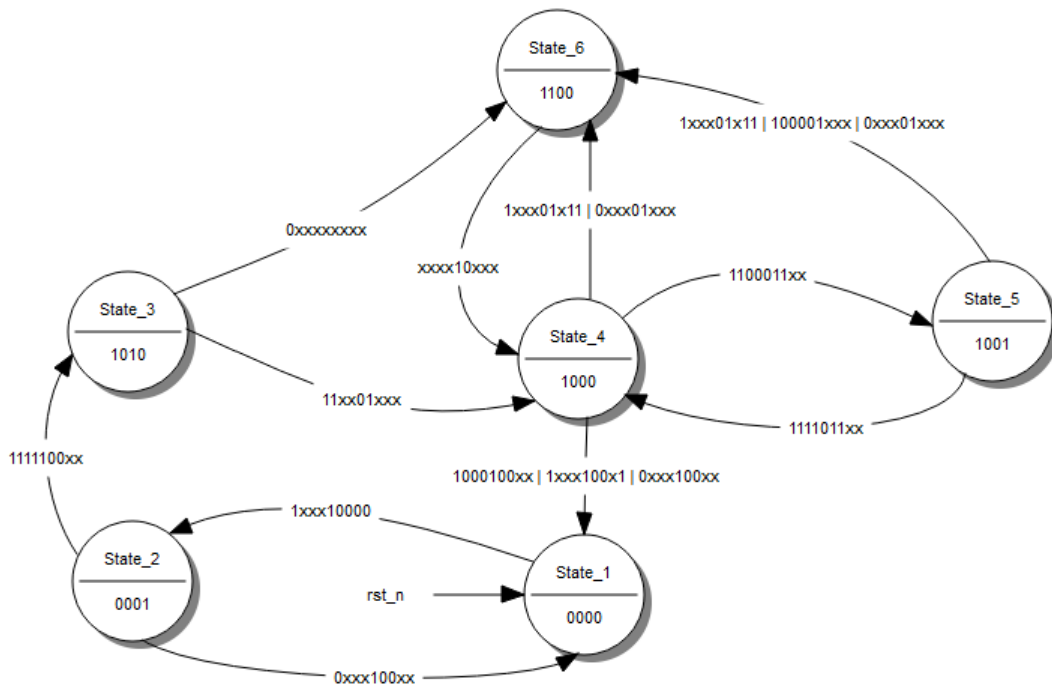 State_6
1100
1xxx01x11 | 100001xxx | 0xxx01xxx
1xxx01x11 | 0xxx01xxx
0xxxxxxxx
xxxx10xxx
1100011xx
State_3
1010
State_4
1000
State_5
1001
11xx01xxx
1111011xx
1111100xx
1000100xx | 1xxx100x1 | 0xxx100xx
1xxx10000
State_2
0001
rst_n
State_1
0000
0xxx100xx